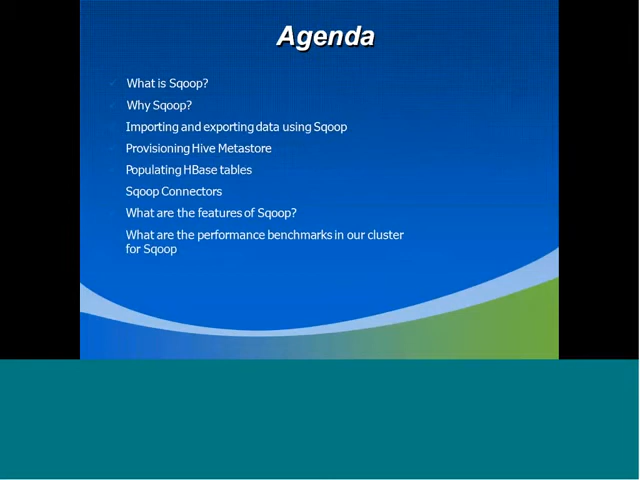 Agenda
What is Sqoop?
Why Sqoop?
Importing and exporting data using Sqoop
Provisioning Hive Metastore
Populating HBase tables
Sqoop Connectors
What are the features of Sqoop?
What are the performance benchmarks in our cluster
for Sqoop